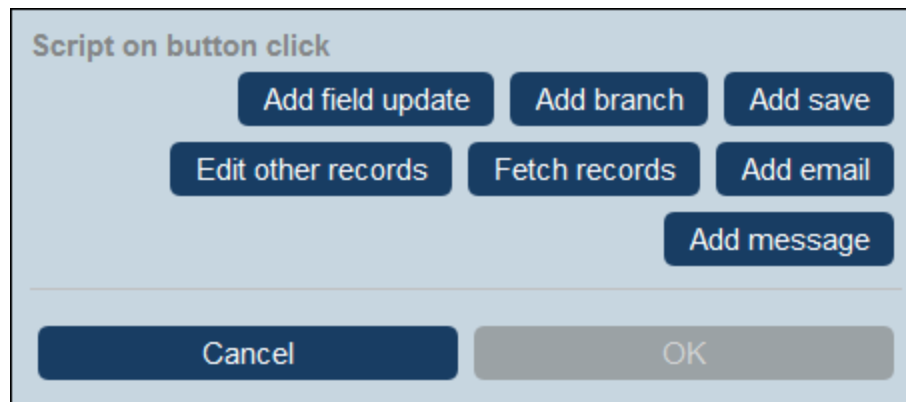 Script on button click
Add field update Add branch Add save
Edit other records Fetch records Add email
Add message
Cancel OK